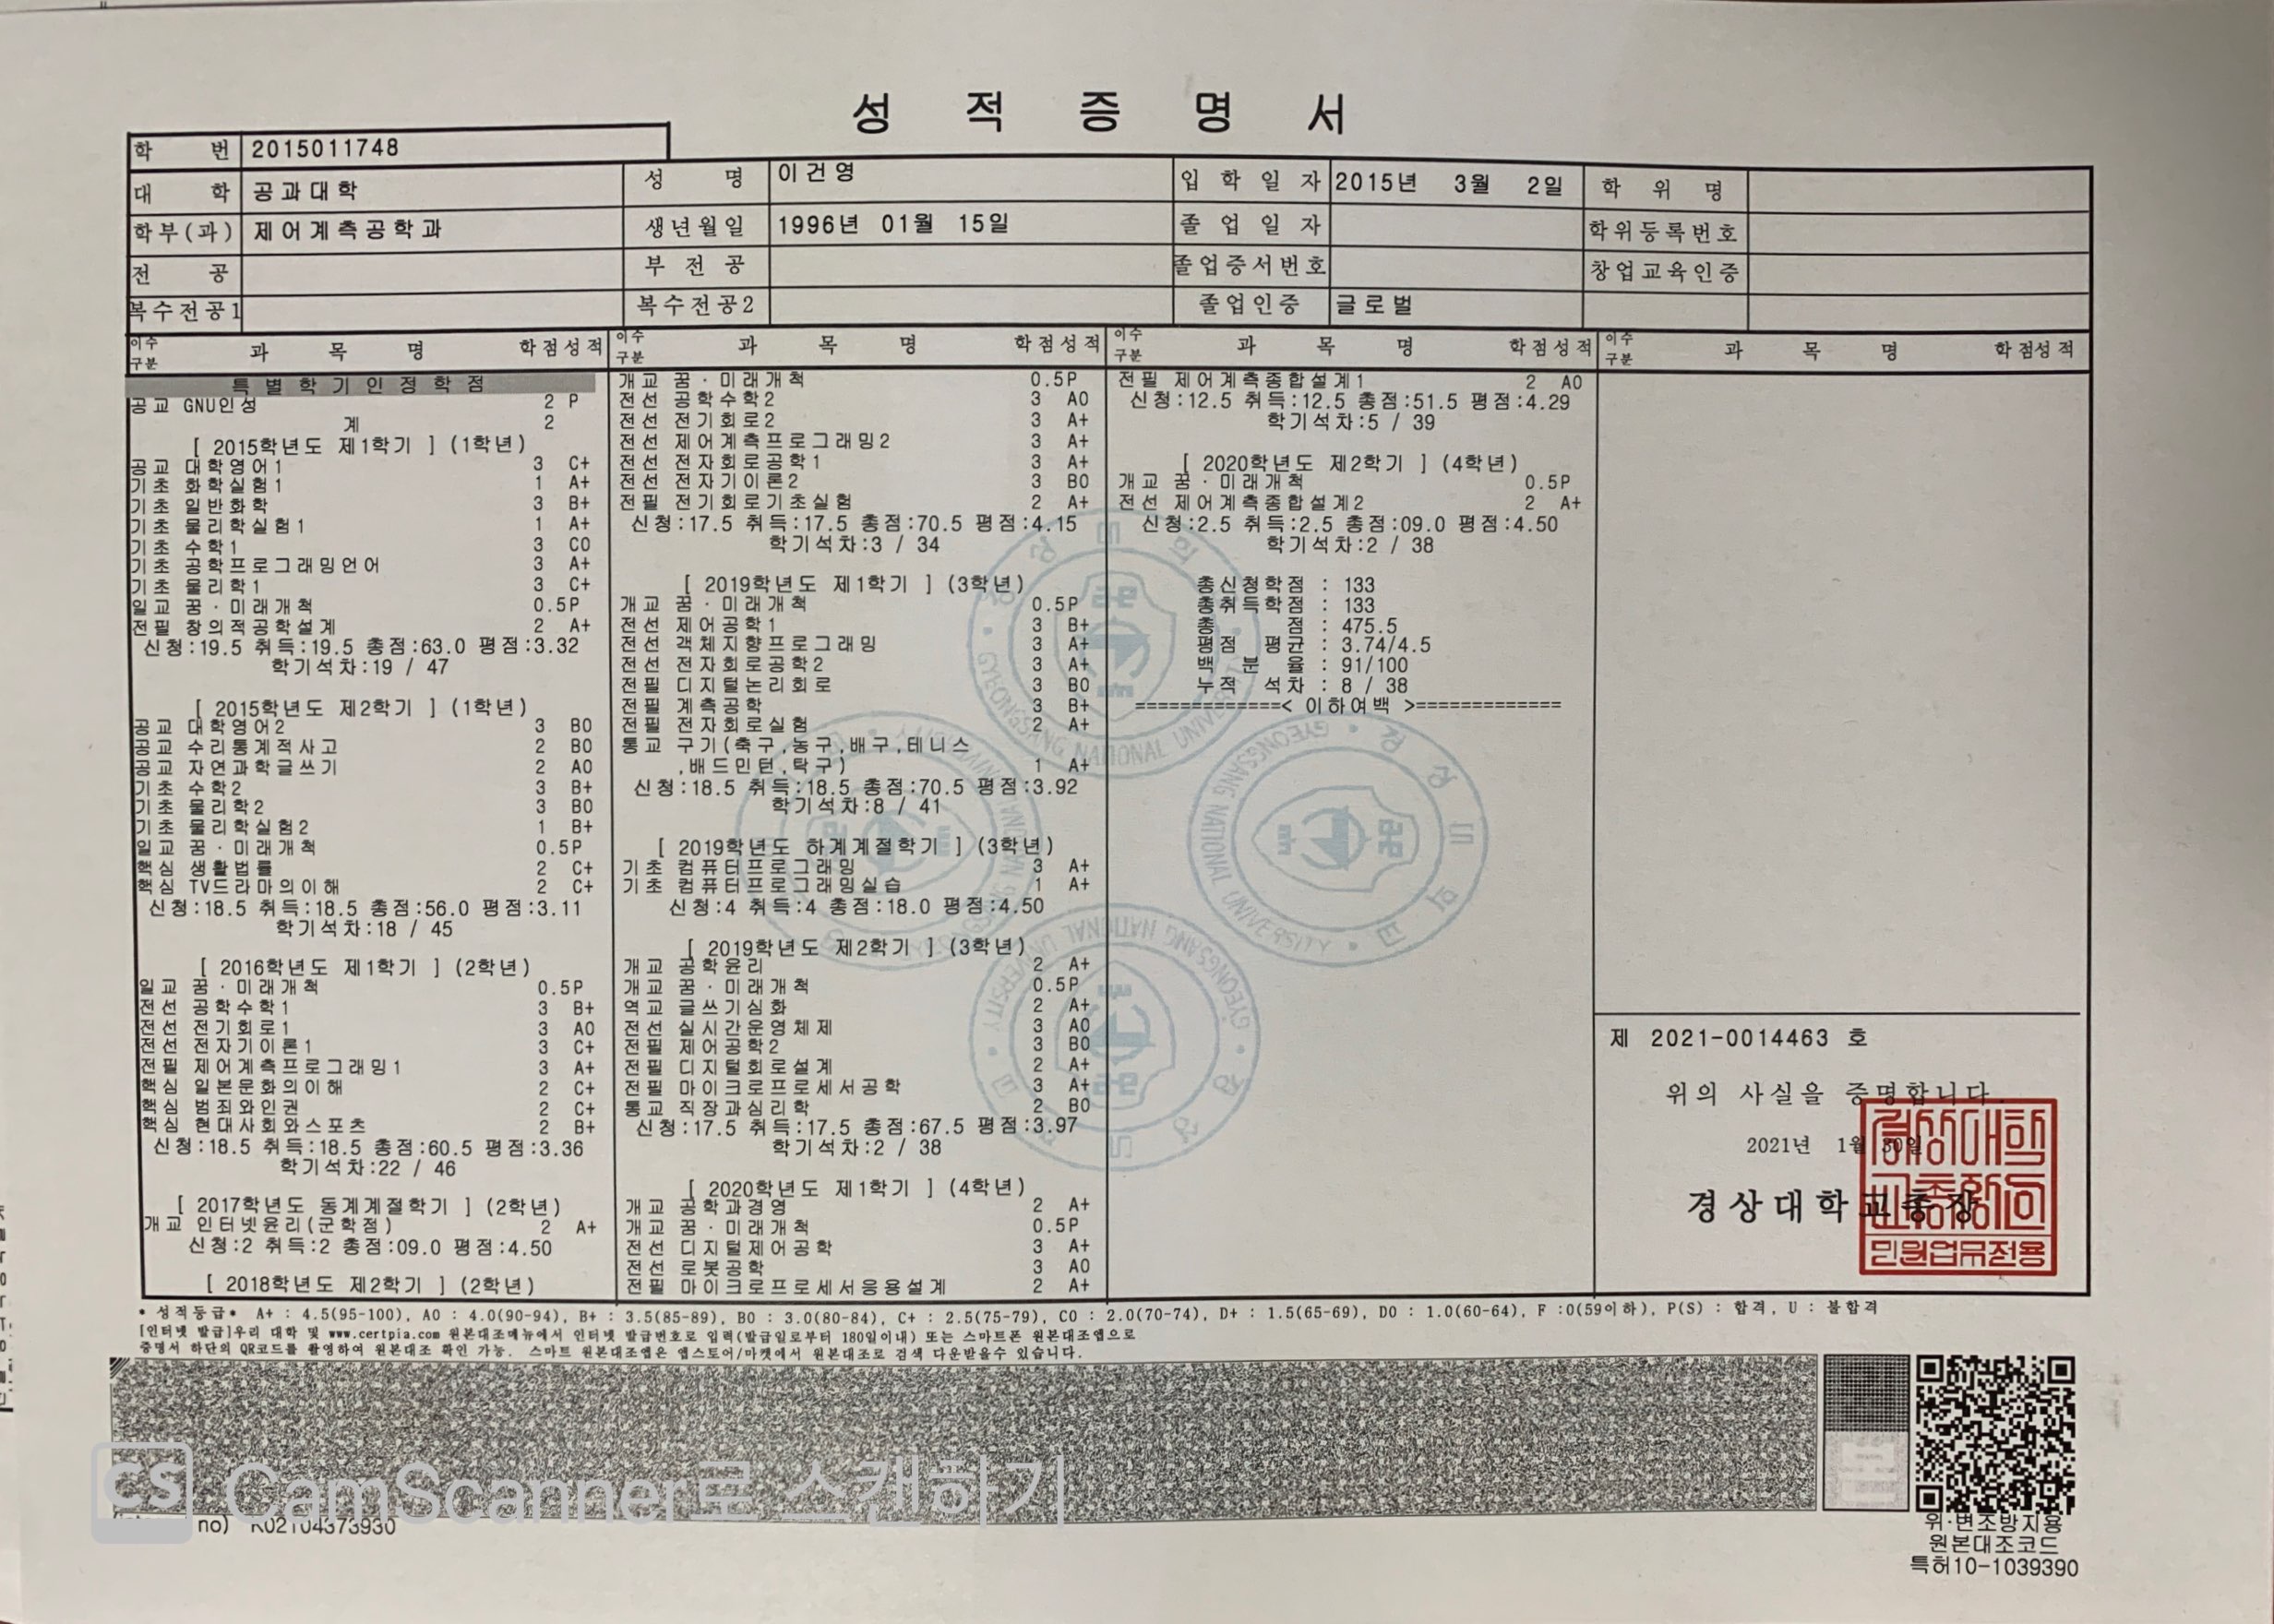 성 적 증 명 서
학 번 2015011748
대 학 공과대학 성 명 이건영 입 학 일 자 2015년 3월 2일 학 위 명
학부(과) 제어계측공학과 생년월일 1996년 01월 15일 졸 업 일 자 학위등록번호
전 공 부 전 공 졸업증서번호 창업교육인증
복수전공1 복수전공2 졸업인증 글로벌
이수구분 과 목 명 학점 성적
특별학기인정학점
공교 GNU인성 2 P
계 2
[ 2015학년도 제1학기 ] (1학년)
공교 대학영어1 3 C+
기초 화학실험1 1 A+
기초 일반화학 3 B+
기초 물리학실험1 1 A+
기초 수학1 3 C0
기초 공학프로그래밍언어 3 A+
기초 물리학1 3 C+
일교 꿈·미래개척 0.5P
전필 창의적공학설계 2 A+
신청:19.5 취득:19.5 총점:63.0 평점:3.32
학기석차:19 / 47
[ 2015학년도 제2학기 ] (1학년)
공교 대학영어2 3 B0
공교 수리통계적사고 2 B0
공교 자연과학글쓰기 2 A0
기초 수학2 3 B+
기초 물리학2 3 B0
기초 물리학실험2 1 B+
일교 꿈·미래개척 0.5P
핵심 생활법률 2 C+
핵심 TV드라마의이해 2 C+
신청:18.5 취득:18.5 총점:56.0 평점:3.11
학기석차:18 / 45
[ 2016학년도 제1학기 ] (2학년)
일교 꿈·미래개척 0.5P
전선 공학수학1 3 B+
전선 전기회로1 3 A0
전선 전자기이론1 3 C+
전필 제어계측프로그래밍1 3 A+
핵심 일본문화의이해 2 C+
핵심 범죄와인권 2 C+
핵심 현대사회와스포츠 2 B+
신청:18.5 취득:18.5 총점:60.5 평점:3.36
학기석차:22 / 46
[ 2017학년도 동계계절학기 ] (2학년)
개교 인터넷윤리(군학점) 2 A+
신청:2 취득:2 총점:09.0 평점:4.50
[ 2018학년도 제2학기 ] (2학년)
이수구분 과 목 명 학점 성적
개교 꿈·미래개척 0.5P
전선 공학수학2 3 A0
전선 전기회로2 3 A+
전선 제어계측프로그래밍2 3 A+
전선 전자회로공학1 3 A+
전선 전자기이론2 3 B0
전필 전기회로기초실험 2 A+
신청:17.5 취득:17.5 총점:70.5 평점:4.15
학기석차:3 / 34
[ 2019학년도 제1학기 ] (3학년)
개교 꿈·미래개척 0.5P
전선 제어공학1 3 B+
전선 객체지향프로그래밍 3 A+
전선 전자회로공학2 3 A+
전필 디지털논리회로 3 B0
전필 계측공학 3 B+
전필 전자회로실험 2 A+
통교 구기(축구,농구,배구,테니스
,배드민턴,탁구) 1 A+
신청:18.5 취득:18.5 총점:70.5 평점:3.92
학기석차:8 / 41
[ 2019학년도 하계계절학기 ] (3학년)
기초 컴퓨터프로그래밍 3 A+
기초 컴퓨터프로그래밍실습 1 A+
신청:4 취득:4 총점:18.0 평점:4.50
[ 2019학년도 제2학기 ] (3학년)
개교 공학윤리 2 A+
개교 꿈·미래개척 0.5P
역교 글쓰기심화 2 A+
전선 실시간운영체제 3 A0
전필 제어공학2 3 B0
전필 디지털회로설계 2 A+
전필 마이크로프로세서공학 3 A+
통교 직장과심리학 2 B0
신청:17.5 취득:17.5 총점:67.5 평점:3.97
학기석차:2 / 38
[ 2020학년도 제1학기 ] (4학년)
개교 공학과경영 2 A+
개교 꿈·미래개척 0.5P
전선 디지털제어공학 3 A+
전선 로봇공학 3 A0
전필 마이크로프로세서응용설계 2 A+
이수구분 과 목 명 학점 성적
전필 제어계측종합설계1 2 A0
신청:12.5 취득:12.5 총점:51.5 평점:4.29
학기석차:5 / 39
[ 2020학년도 제2학기 ] (4학년)
개교 꿈·미래개척 0.5P
전선 제어계측종합설계2 2 A+
신청:2.5 취득:2.5 총점:09.0 평점:4.50
학기석차:2 / 38
총신청학점 : 133
총취득학점 : 133
총 점 : 475.5
평점 평균 : 3.74/4.5
백 분 율 : 91/100
누적 석차 : 8 / 38
=============< 이하여백 >=============
이수구분 과 목 명 학점 성적
제 2021-0014463 호
위의 사실을 증명합니다.
2021년 1월 30일
경상대학교총장
경상대학교총장의인 민원업무전용
* 성적등급* A+ : 4.5(95-100), A0 : 4.0(90-94), B+ : 3.5(85-89), B0 : 3.0(80-84), C+ : 2.5(75-79), C0 : 2.0(70-74), D+ : 1.5(65-69), D0 : 1.0(60-64), F :0(59이하), P(S) : 합격, U : 불합격
[인터넷 발급]우리 대학 및 www.certpia.com 원본대조메뉴에서 인터넷 발급번호로 입력(발급일로부터 180일이내) 또는 스마트폰 원본대조앱으로
증명서 하단의 QR코드를 촬영하여 원본대조 확인 가능. 스마트 원본대조앱은 앱스토어/마켓에서 원본대조로 검색 다운받을수 있습니다.
CS CamScanner로 스캔하기
no) K02104373930
위·변조방지용
원본대조코드
특허10-1039390
경상대학교 GYEONGSANG NATIONAL UNIVERSITY